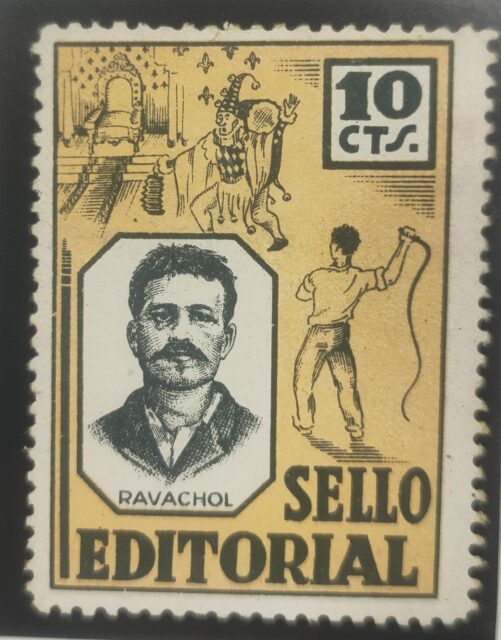 10
CTS.
RAVACHOL
SELLO
EDITORIAL